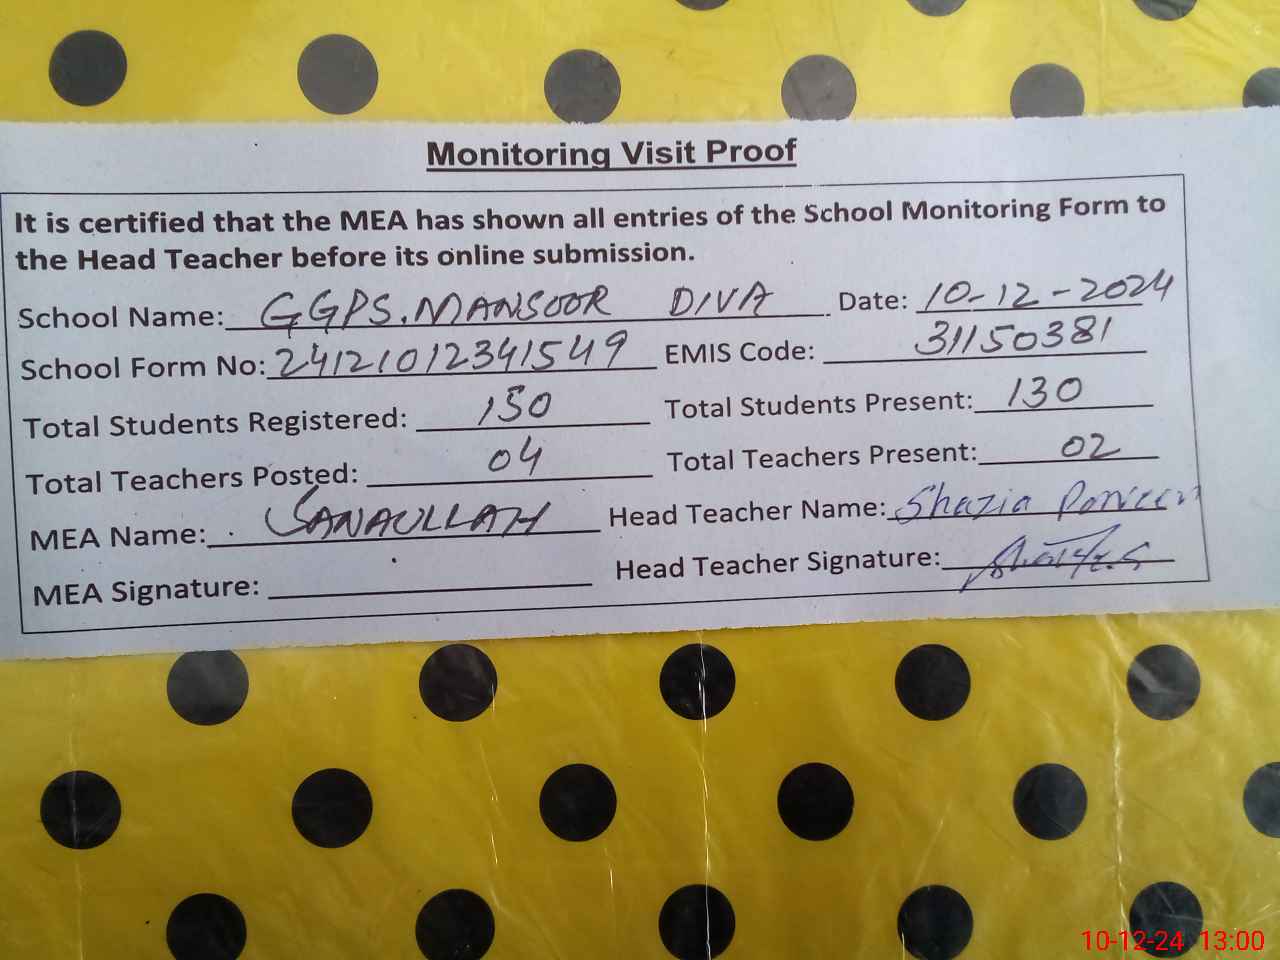 Monitoring Visit Proof
It is certified that the MEA has shown all entries of the School Monitoring Form to
the Head Teacher before its online submission.
School Name: GGPS. MANSOOR DIVA Date: 10-12-2024
School Form No: 24121012341549 EMIS Code: 31150381
Total Students Registered: 150 Total Students Present: 130
Total Teachers Posted: 04 Total Teachers Present: 02
MEA Name: SANAULLAH Head Teacher Name: Shazia Parveen
MEA Signature: Head Teacher Signature:
10-12-24 13:00